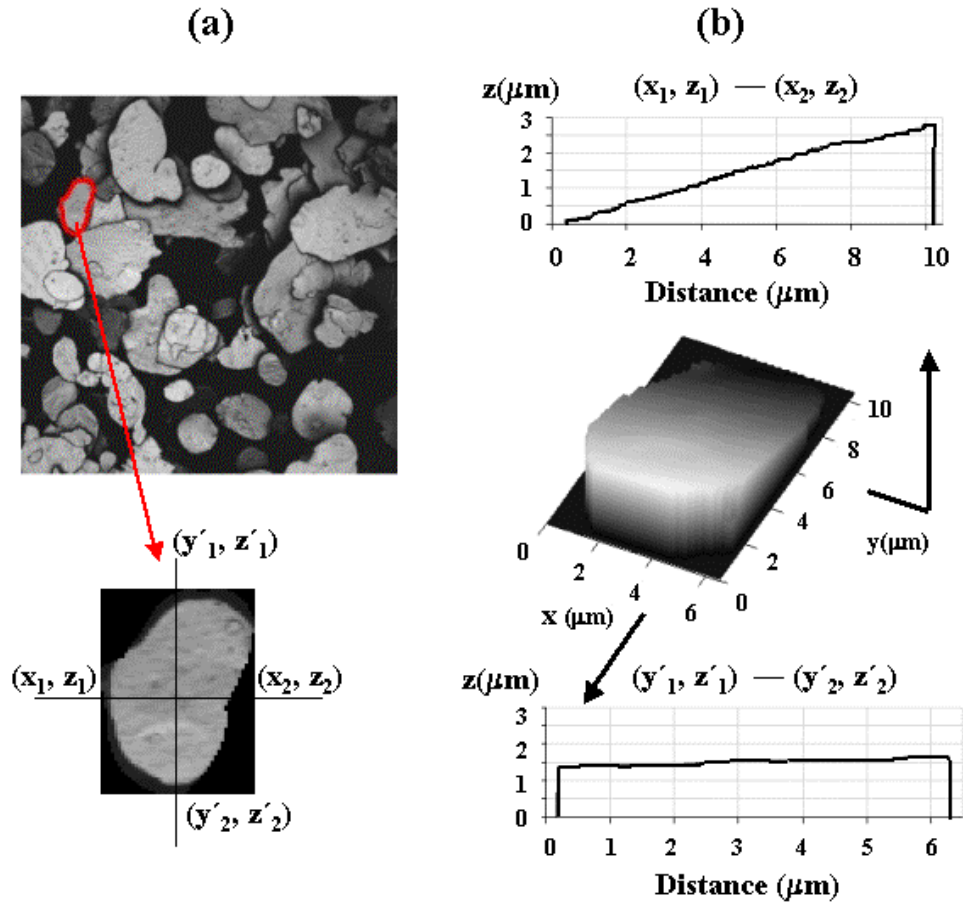 (a)
(y´₁, z´₁)
(x₁, z₁)
(x₂, z₂)
(y´₂, z´₂)
(b)
z(μm)
(x₁, z₁) — (x₂, z₂)
3
2
1
0
0 2 4 6 8 10
Distance (μm)
10
8
6
4
2
0
y(μm)
0
2
4
6
x (μm)
z(μm)
(y´₁, z´₁) — (y´₂, z´₂)
3
2
1
0
0 1 2 3 4 5 6
Distance (μm)